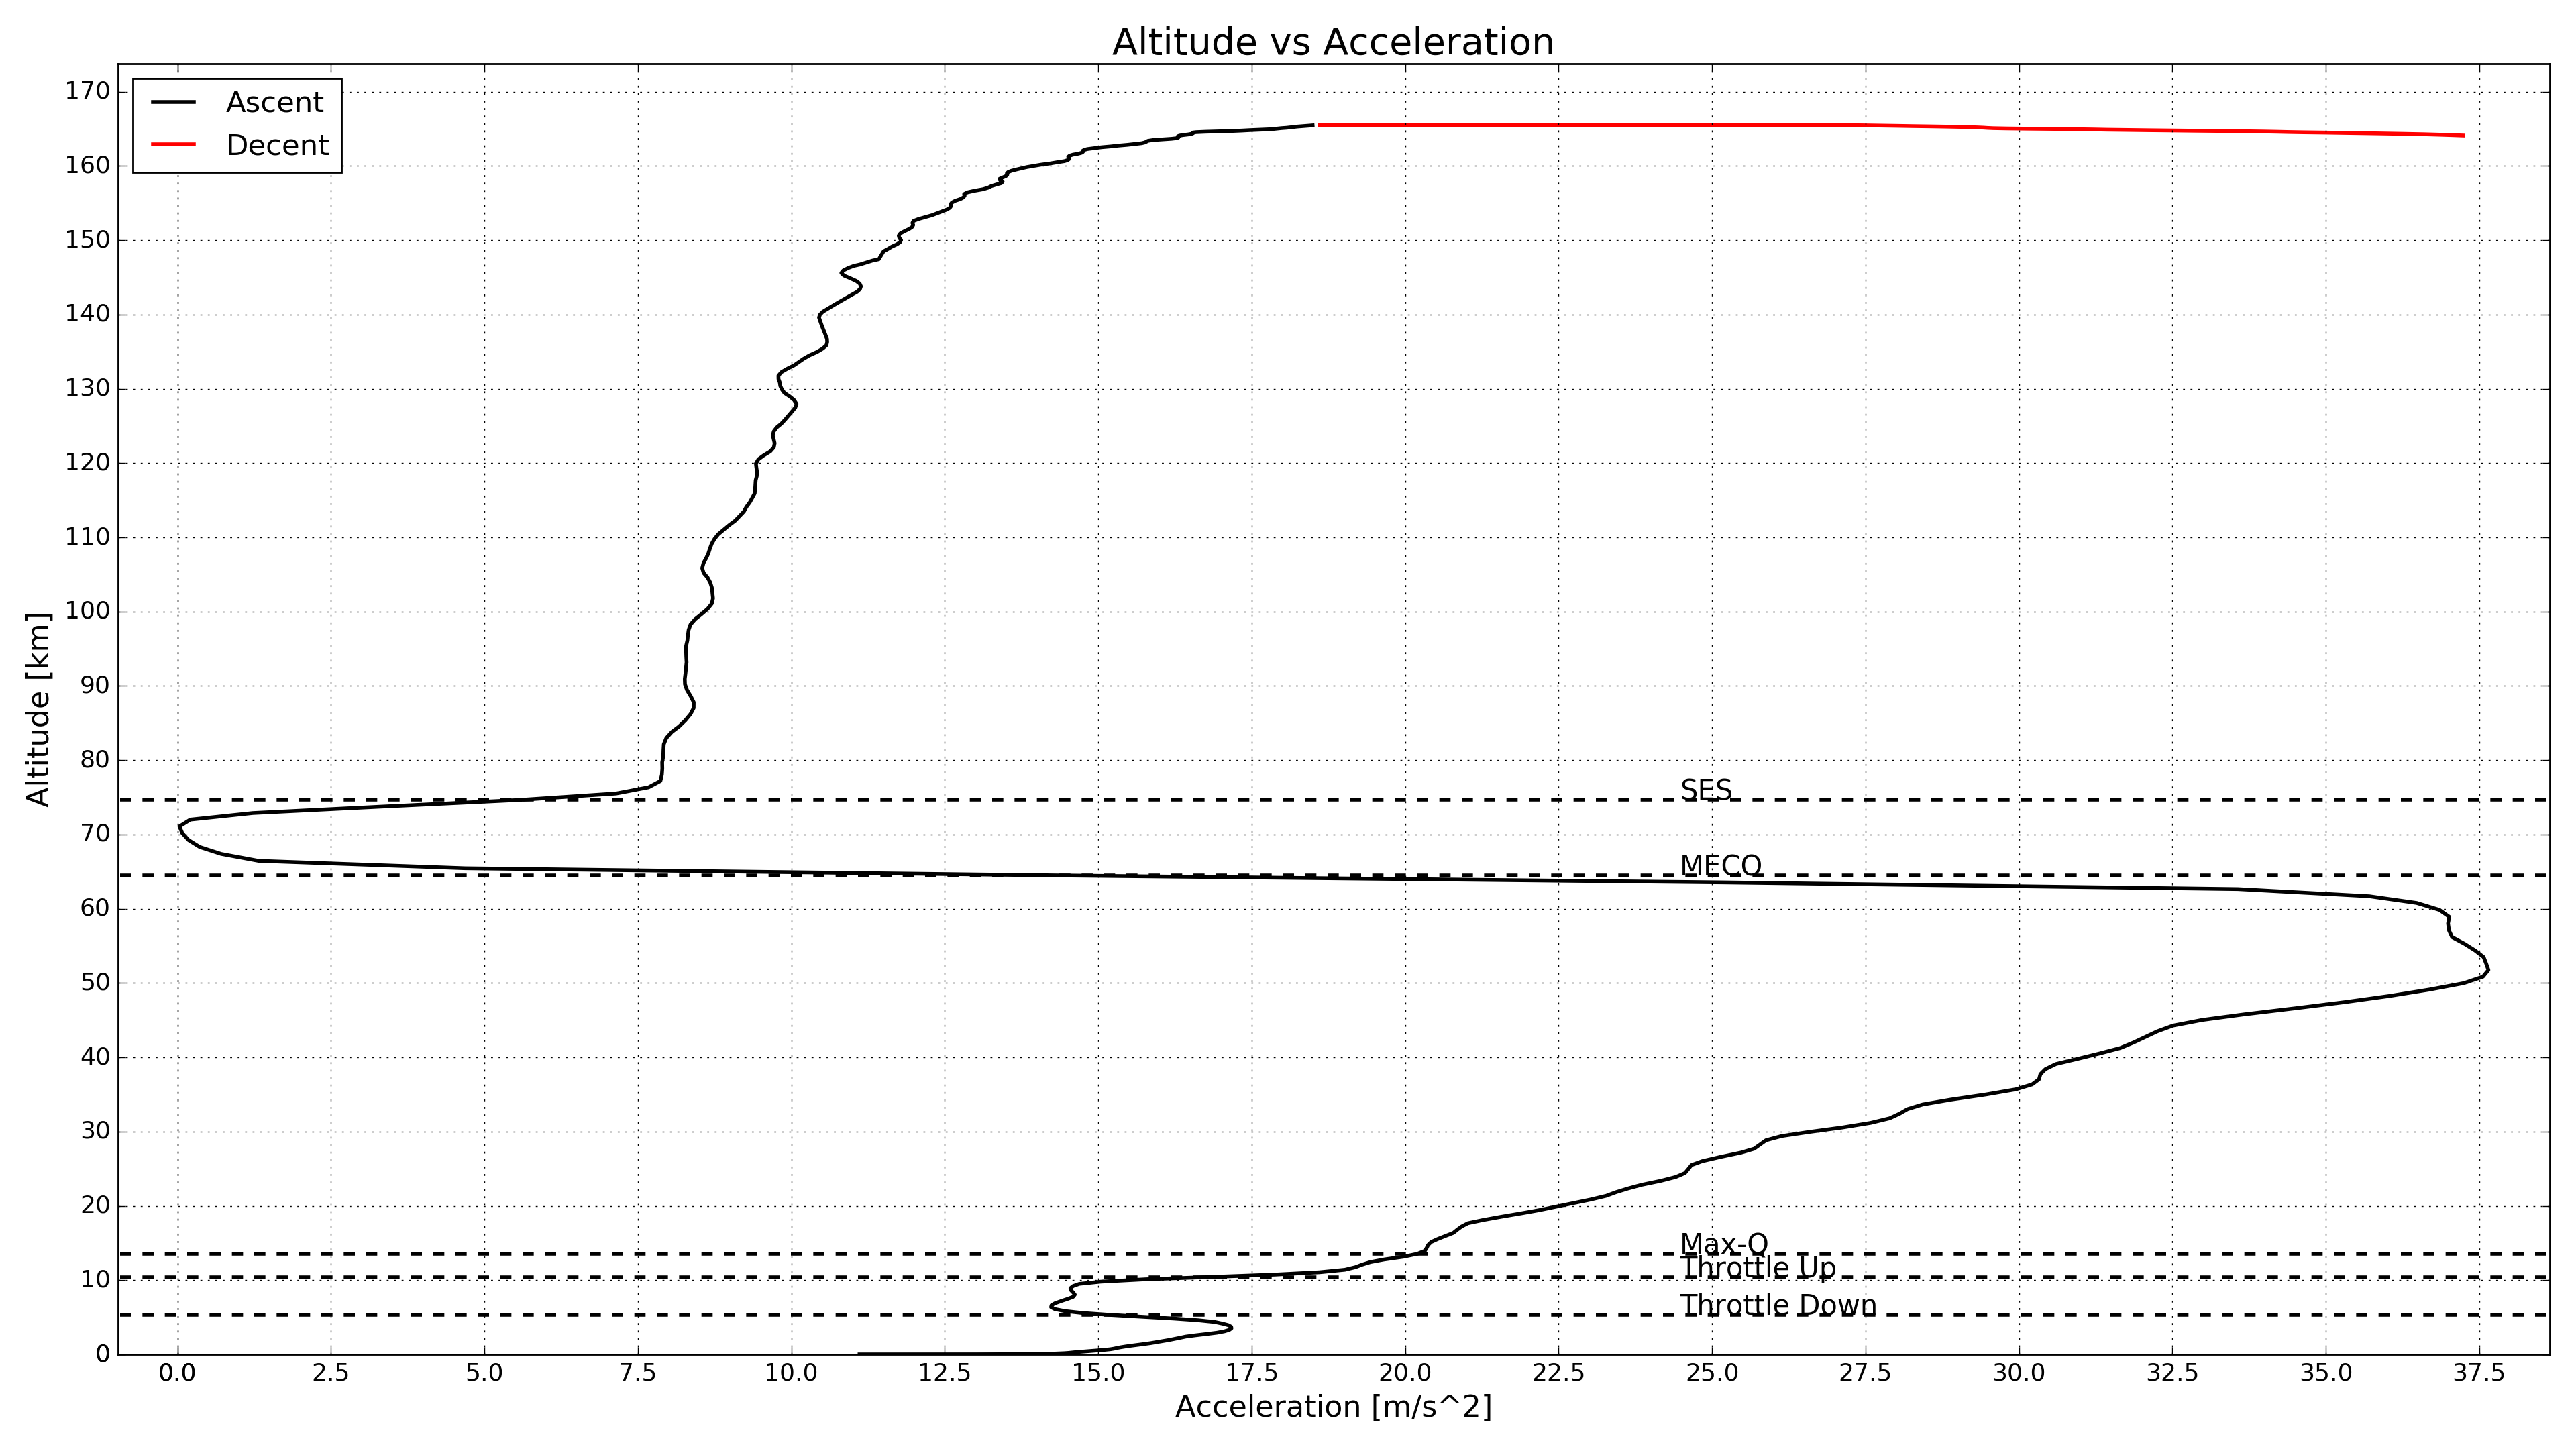 Altitude vs Acceleration
Ascent
Decent
170
160
150
140
130
120
110
100
90
80
70
60
50
40
30
20
10
0
Altitude [km]
SES
MECO
Max-Q
Throttle Up
Throttle Down
0.0 2.5 5.0 7.5 10.0 12.5 15.0 17.5 20.0 22.5 25.0 27.5 30.0 32.5 35.0 37.5
Acceleration [m/s^2]